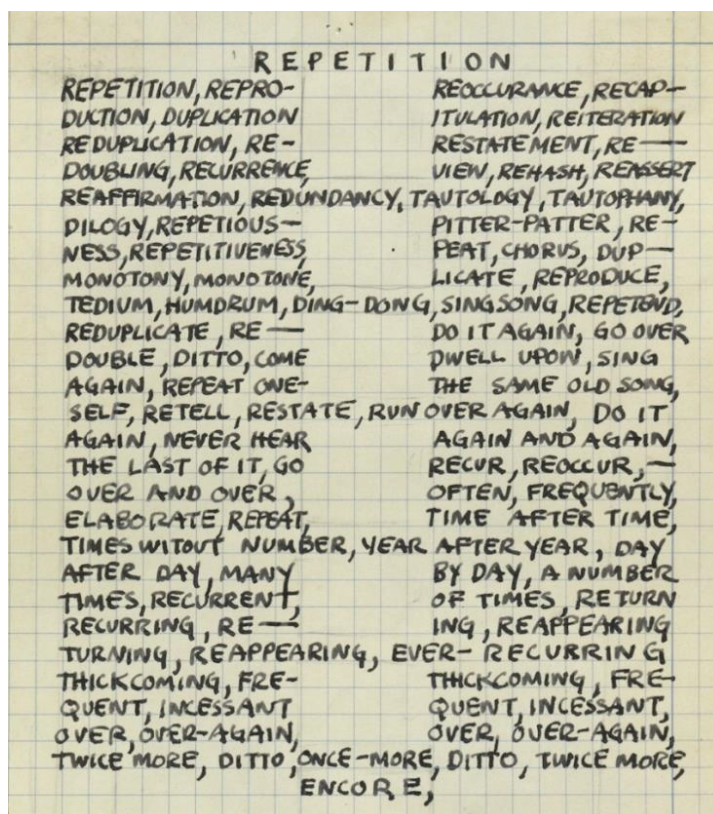 REPETITION
REPETITION, REPRO-
DUCTION, DUPLICATION
REDUPLICATION, RE-
DOUBLING, RECURRENCE,
REOCCURANCE, RECAP-
ITULATION, REITERATION
RESTATEMENT, RE—
VIEW, REHASH, REASSERT
REAFFIRMATION, REDUNDANCY, TAUTOLOGY, TAUTOPHANY,
DILOGY, REPETIOUS-
NESS, REPETITIVENESS,
MONOTONY, MONOTONE,
PITTER-PATTER, RE-
PEAT, CHORUS, DUP-
LICATE, REPRODUCE,
TEDIUM, HUMDRUM, DING-DONG, SINGSONG, REPETEND,
REDUPLICATE, RE—
DOUBLE, DITTO, COME
AGAIN, REPEAT ONE-
DO IT AGAIN, GO OVER
DWELL UPON, SING
THE SAME OLD SONG,
SELF, RETELL, RESTATE, RUN OVER AGAIN, DO IT
AGAIN, NEVER HEAR
THE LAST OF IT, GO
OVER AND OVER,
ELABORATE, REPEAT,
AGAIN AND AGAIN,
RECUR, REOCCUR, —
OFTEN, FREQUENTLY,
TIME AFTER TIME,
TIMES WITOUT NUMBER, YEAR AFTER YEAR, DAY
AFTER DAY, MANY
TIMES, RECURRENT,
RECURRING, RE—
BY DAY, A NUMBER
OF TIMES, RETURN
ING, REAPPEARING
TURNING, REAPPEARING, EVER-RECURRING
THICKCOMING, FRE-
QUENT, INCESSANT
OVER, OVER-AGAIN,
THICKCOMING, FRE-
QUENT, INCESSANT,
OVER, OVER-AGAIN,
TWICE MORE, DITTO, ONCE-MORE, DITTO, TWICE MORE,
ENCORE,